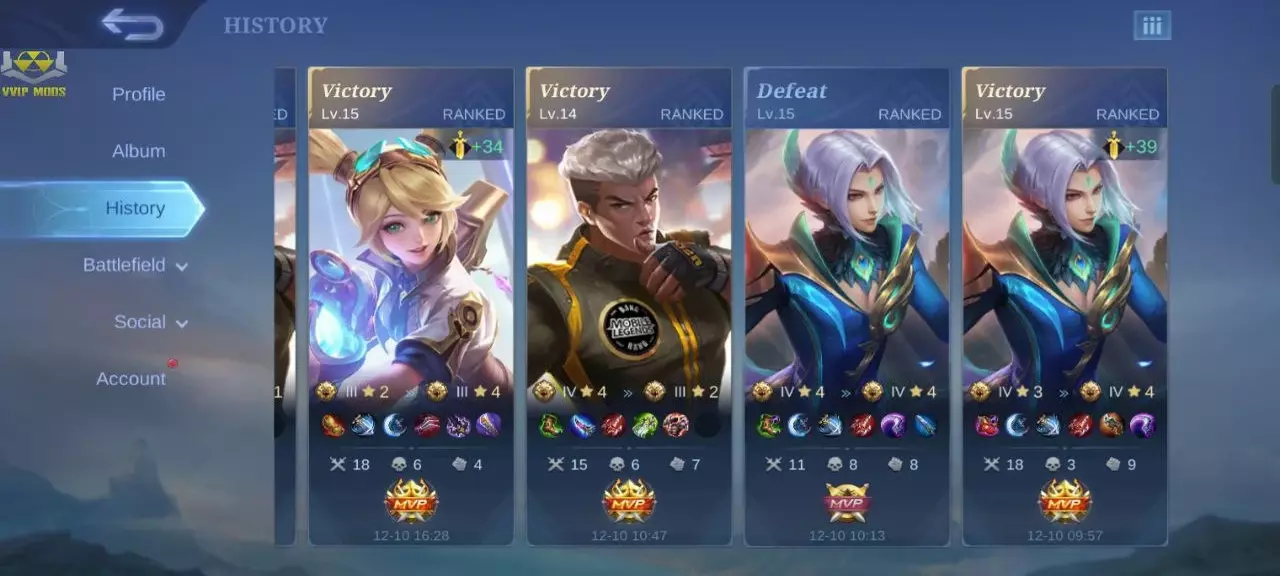 HISTORY
VVIP MODS
Profile
Album
History
Battlefield
Social
Account
ED
1
Victory
Lv.15 RANKED
+34
III 2 » III 2
18 6 4
MVP
12-10 16:28
Victory
Lv.14 RANKED
BANG
MOBILE
LEGENDS
BANG
IV 4 » III 2
15 6 7
MVP
12-10 10:47
Defeat
Lv.15 RANKED
IV 4 » IV 4
11 8 8
MVP
12-10 10:13
Victory
Lv.15 RANKED
+39
IV 3 » IV 4
18 3 9
MVP
12-10 09:57